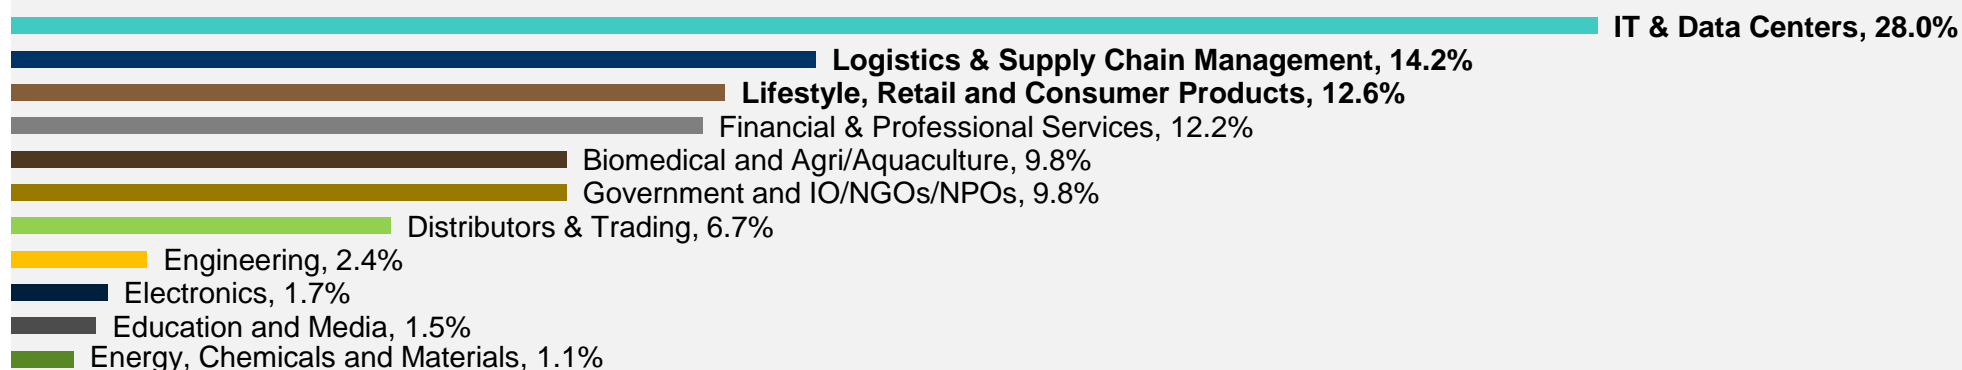 IT & Data Centers, 28.0%
Logistics & Supply Chain Management, 14.2%
Lifestyle, Retail and Consumer Products, 12.6%
Financial & Professional Services, 12.2%
Biomedical and Agri/Aquaculture, 9.8%
Government and IO/NGOs/NPOs, 9.8%
Distributors & Trading, 6.7%
Engineering, 2.4%
Electronics, 1.7%
Education and Media, 1.5%
Energy, Chemicals and Materials, 1.1%